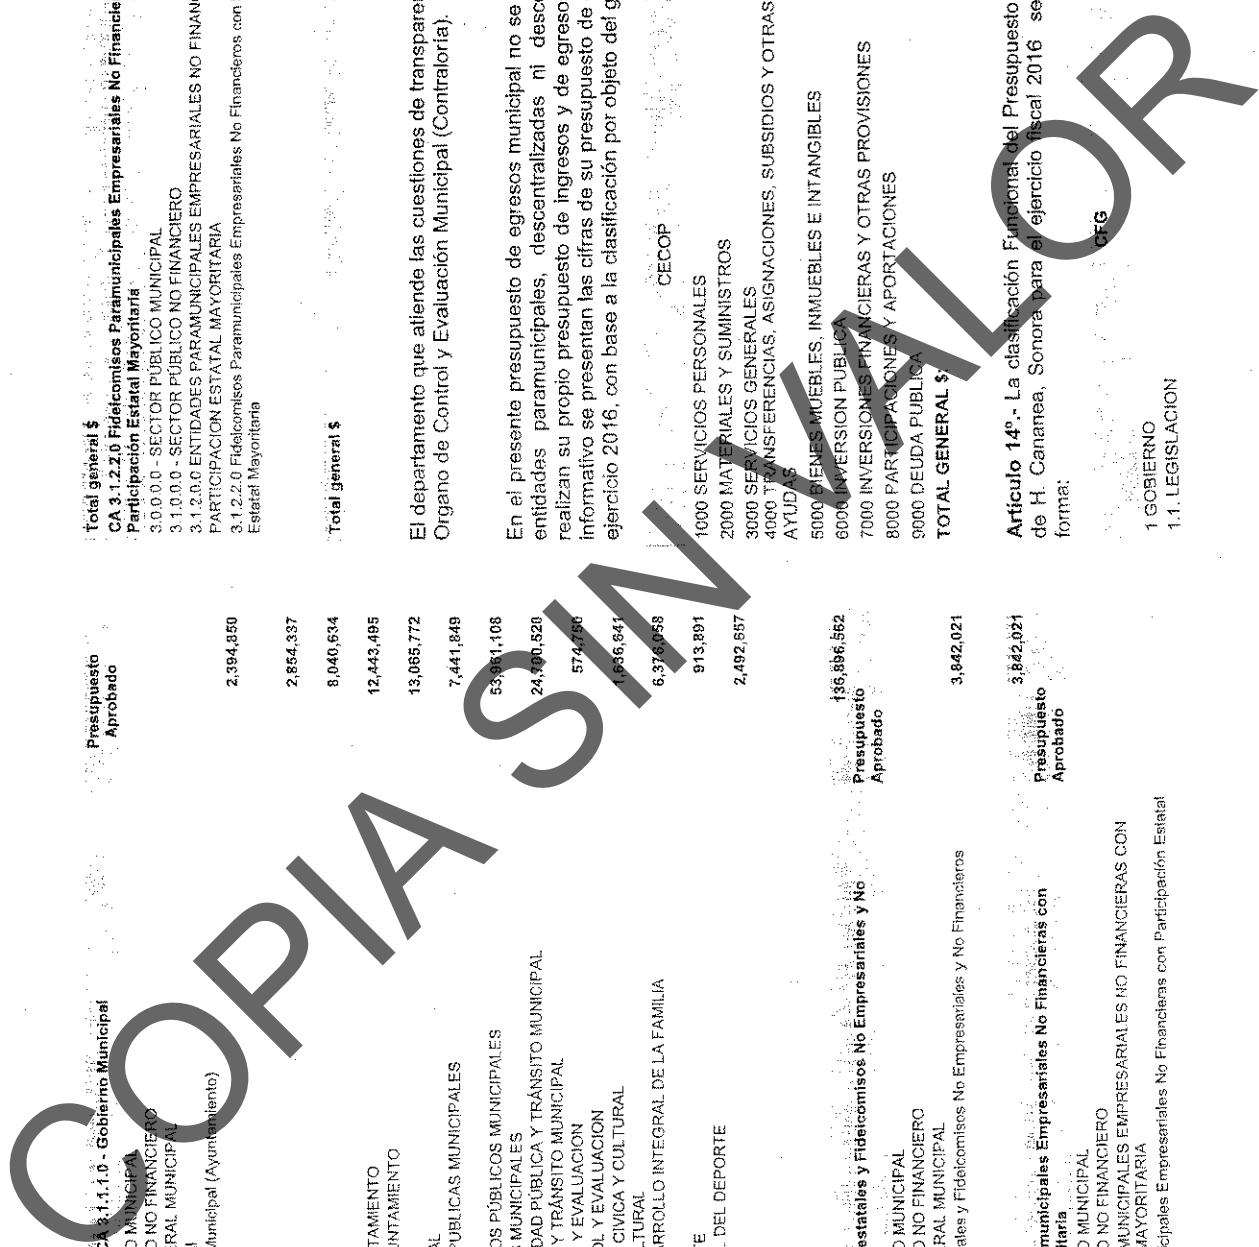 CA 3.1.1.1.0 - Gobierno Municipal
Presupuesto
Aprobado
O MUNICIPAL
O NO FINANCIERO
RAL MUNICIPAL
Municipal (Ayuntamiento)
2,394,850
2,854,337
8,040,634
TAMIENTO
12,443,495
UNTAMIENTO
13,065,772
AL
PUBLICAS MUNICIPALES
7,441,849
OS PÚBLICOS MUNICIPALES
53,961,108
MUNICIPALES
DAD PÚBLICA Y TRÁNSITO MUNICIPAL
24,700,528
Y TRÁNSITO MUNICIPAL
Y EVALUACION
574,750
OL Y EVALUACION
CIVICA Y CULTURAL
1,636,641
LTURAL
RROLLO INTEGRAL DE LA FAMILIA
6,376,058
TE
913,891
DEL DEPORTE
2,492,657
136,896,562
estatales y Fideicomisos No Empresariales y No
Presupuesto
Aprobado
O MUNICIPAL
O NO FINANCIERO
RAL MUNICIPAL
ales y Fideicomisos No Empresariales y No Financieros
3,842,021
3,842,021
municipales Empresariales No Financieras con
itaria
Presupuesto
Aprobado
O MUNICIPAL
O NO FINANCIERO
MUNICIPALES EMPRESARIALES NO FINANCIERAS CON
MAYORITARIA
cipales Empresariales No Financieras con Participación Estatal
Total general $
CA 3.1.2.2.0 Fideicomisos Paramunicipales Empresariales No Financie
Participación Estatal Mayoritaria
3.0.0.0.0 - SECTOR PÚBLICO MUNICIPAL
3.1.0.0.0 - SECTOR PÚBLICO NO FINANCIERO
3.1.2.0.0 ENTIDADES PARAMUNICIPALES EMPRESARIALES NO FINANC
PARTICIPACION ESTATAL MAYORITARIA
3.1.2.2.0 Fideicomisos Paramunicipales Empresariales No Financieros con
Estatal Mayoritaria
Total general $
El departamento que atiende las cuestiones de transpare
Organo de Control y Evaluación Municipal (Contraloría).
En el presente presupuesto de egresos municipal no se
entidades paramunicipales, descentralizadas ni desc
realizan su propio presupuesto de ingresos y de egreso
informativo se presentan las cifras de su presupuesto de
ejercicio 2016, con base a la clasificación por objeto del g
CECOP
1000 SERVICIOS PERSONALES
2000 MATERIALES Y SUMINISTROS
3000 SERVICIOS GENERALES
4000 TRANSFERENCIAS, ASIGNACIONES, SUBSIDIOS Y OTRAS
AYUDAS
5000 BIENES MUEBLES, INMUEBLES E INTANGIBLES
6000 INVERSION PUBLICA
7000 INVERSIONES FINANCIERAS Y OTRAS PROVISIONES
8000 PARTICIPACIONES Y APORTACIONES
9000 DEUDA PUBLICA
TOTAL GENERAL $:
Articulo 14º.- La clasificación Funcional del Presupuesto
de H. Cananea, Sonora para el ejercicio fiscal 2016 se
forma:
CFG
1 GOBIERNO
1.1. LEGISLACION
COPIA SIN VALOR